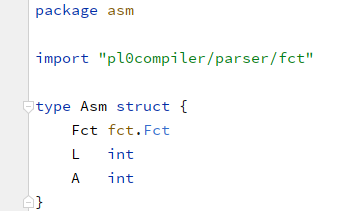 package asm
import "pl0compiler/parser/fct"
type Asm struct {
Fct fct.Fct
L int
A int
}